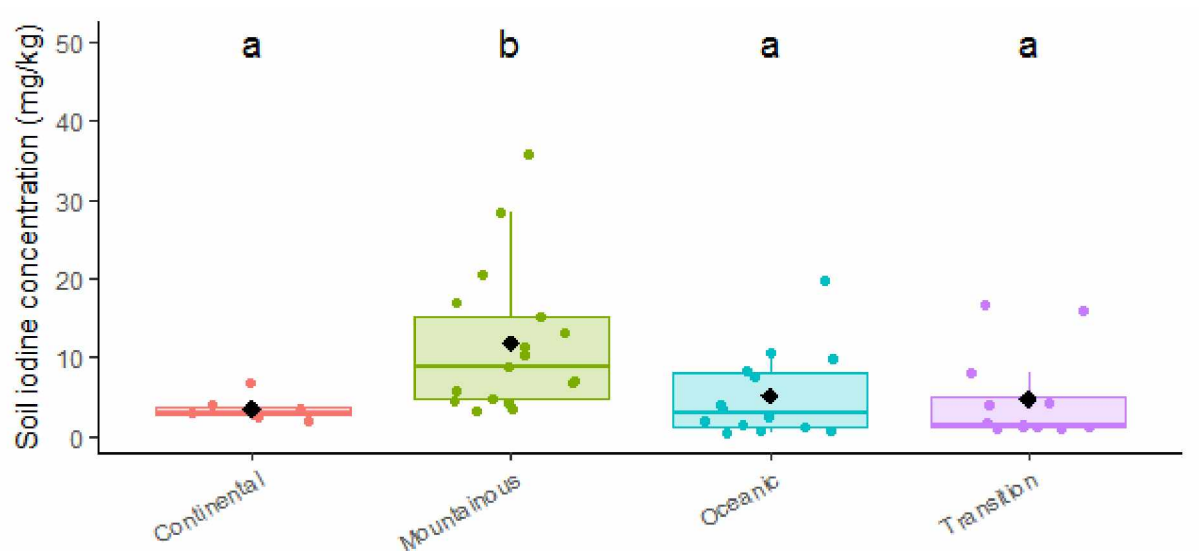 Soil iodine concentration (mg/kg)
50
40
30
20
10
0
a b a a
Continental Mountainous Oceanic Transition